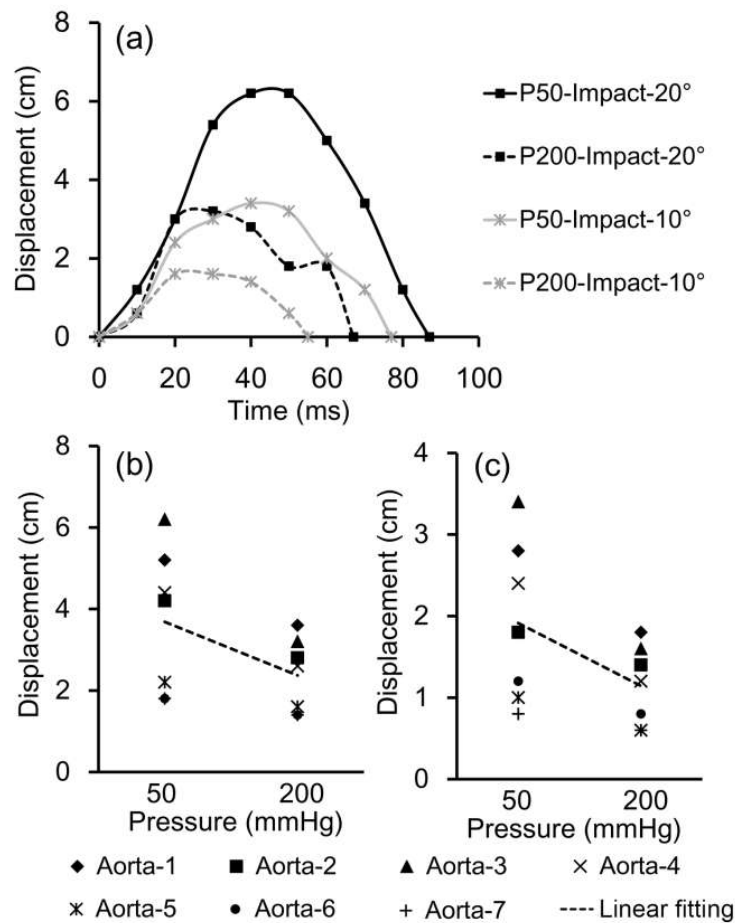 (a)
Displacement (cm)
8
6
4
2
0
0 20 40 60 80 100
Time (ms)
P50-Impact-20°
P200-Impact-20°
P50-Impact-10°
P200-Impact-10°
(b)
Displacement (cm)
8
6
4
2
0
50 200
Pressure (mmHg)
(c)
Displacement (cm)
4
3
2
1
0
50 200
Pressure (mmHg)
Aorta-1 Aorta-2 Aorta-3 Aorta-4
Aorta-5 Aorta-6 Aorta-7 Linear fitting